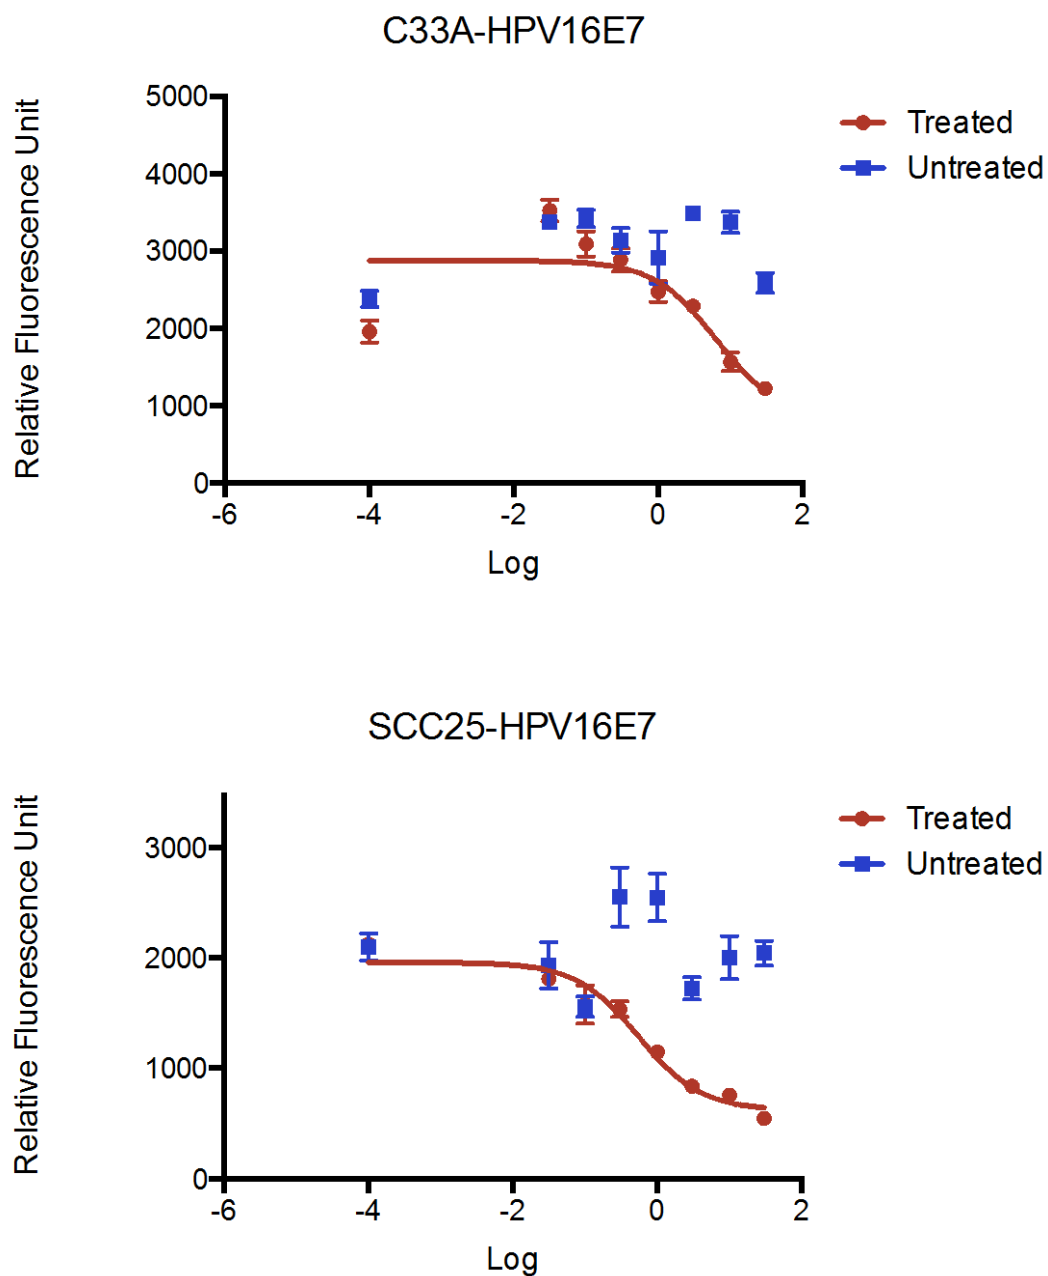 C33A-HPV16E7
Relative Fluorescence Unit
5000
4000
3000
2000
1000
0
-6
-4
-2
0
2
Log
Treated
Untreated
SCC25-HPV16E7
Relative Fluorescence Unit
3000
2000
1000
0
-6
-4
-2
0
2
Log
Treated
Untreated